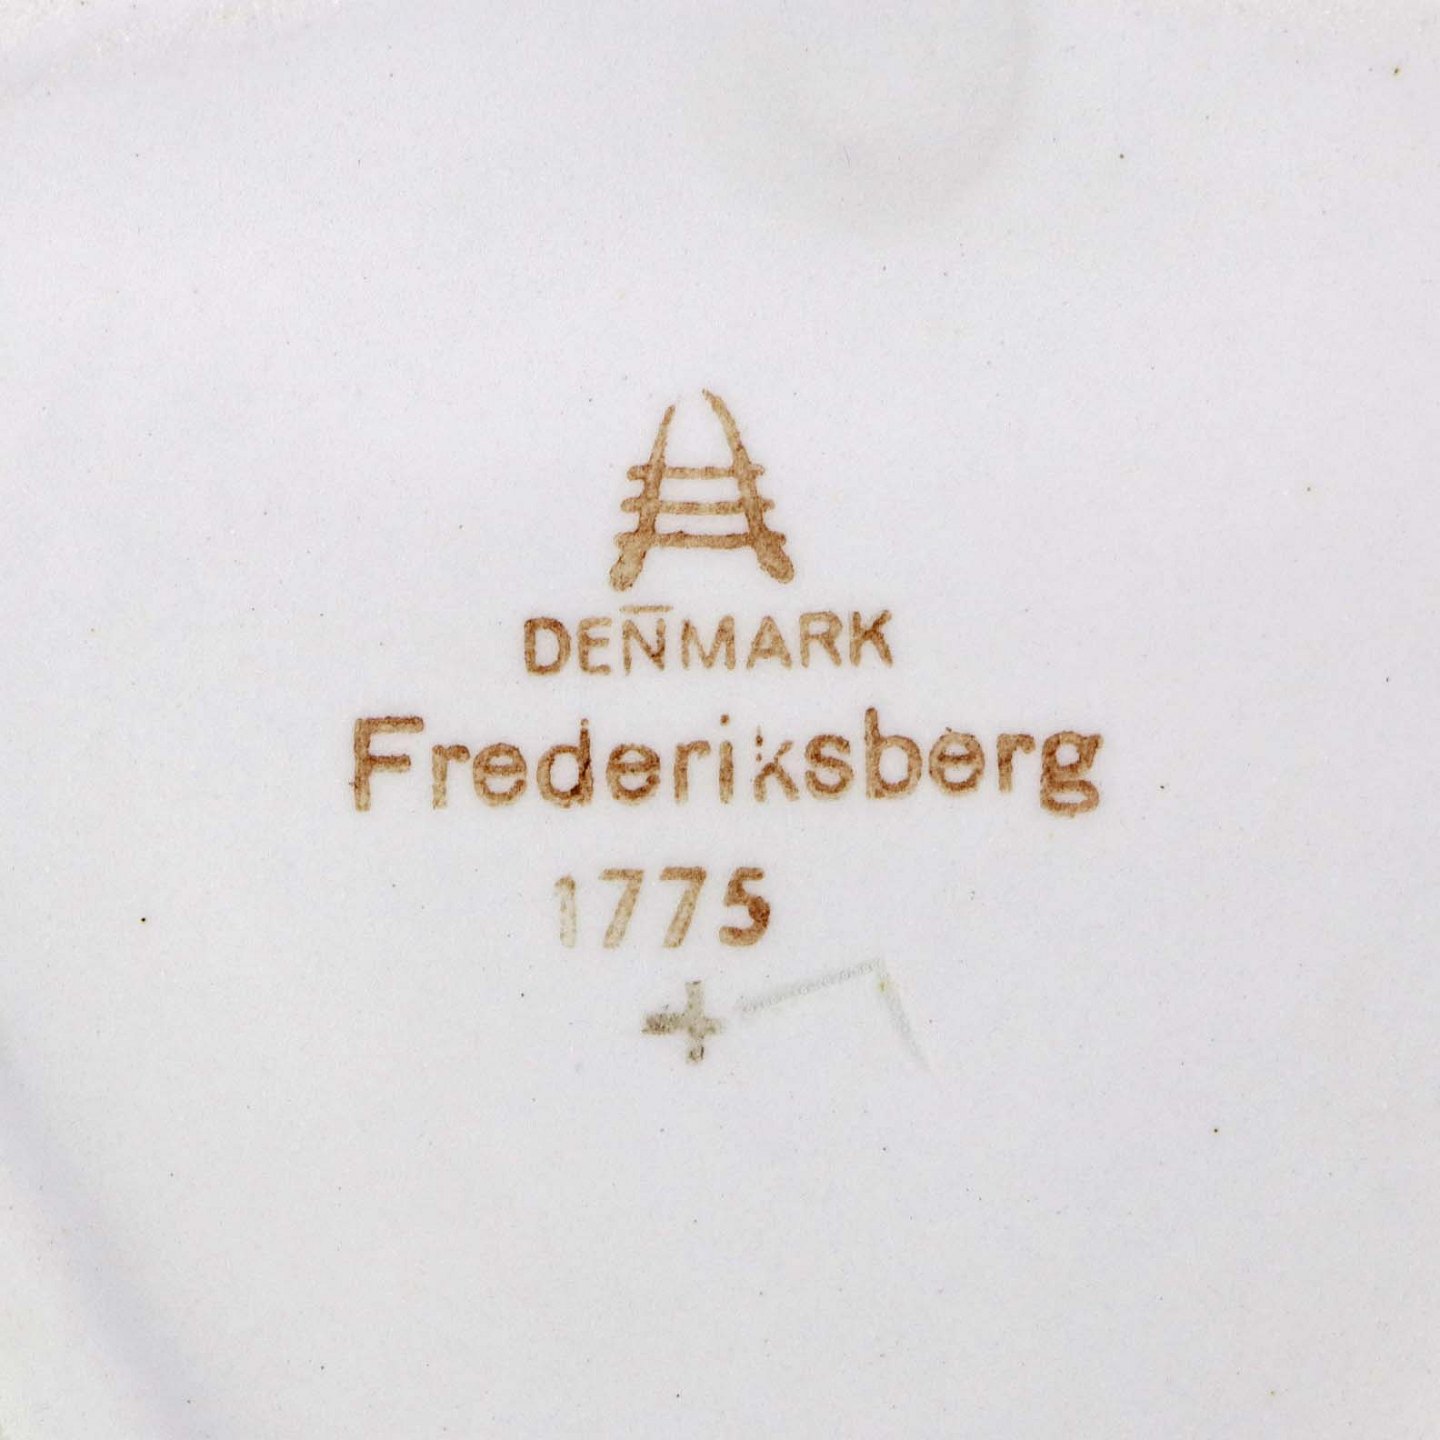 DENMARK
Frederiksberg
1775
+